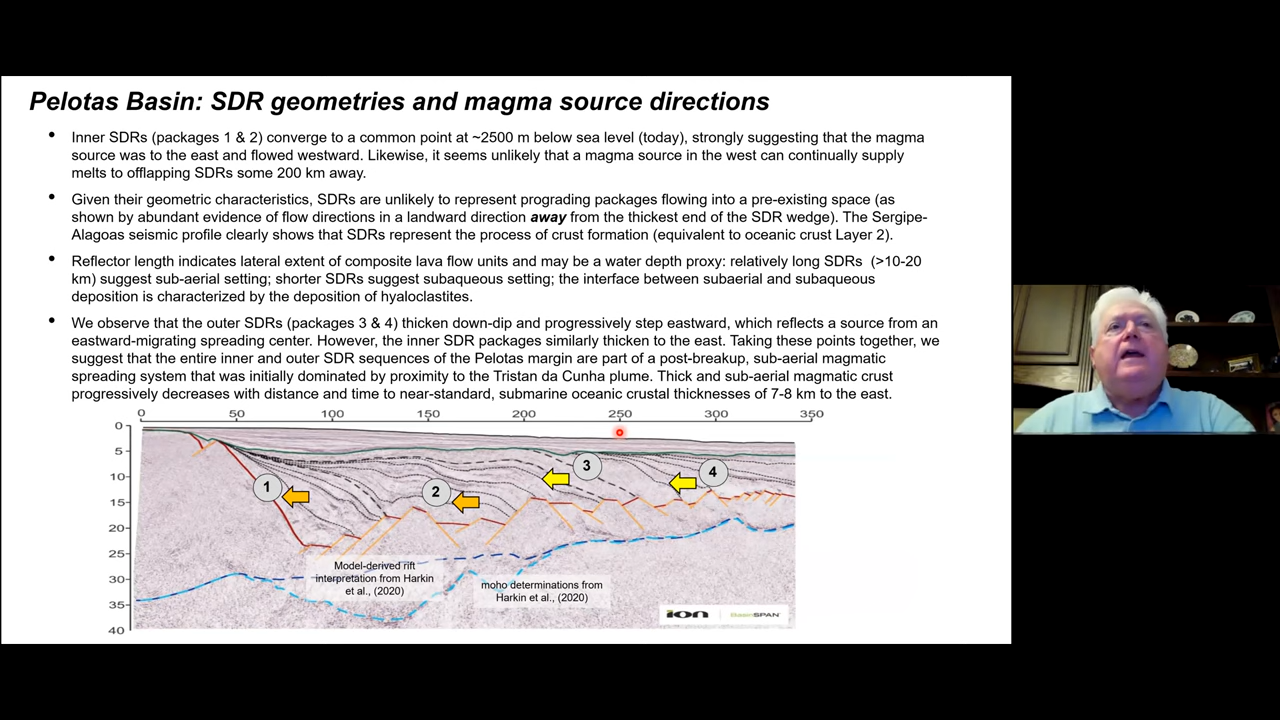 Pelotas Basin: SDR geometries and magma source directions
• Inner SDRs (packages 1 & 2) converge to a common point at ~2500 m below sea level (today), strongly suggesting that the magma
source was to the east and flowed westward. Likewise, it seems unlikely that a magma source in the west can continually supply
melts to offlapping SDRs some 200 km away.
• Given their geometric characteristics, SDRs are unlikely to represent prograding packages flowing into a pre-existing space (as
shown by abundant evidence of flow directions in a landward direction away from the thickest end of the SDR wedge). The Sergipe-
Alagoas seismic profile clearly shows that SDRs represent the process of crust formation (equivalent to oceanic crust Layer 2).
• Reflector length indicates lateral extent of composite lava flow units and may be a water depth proxy: relatively long SDRs (>10-20
km) suggest sub-aerial setting; shorter SDRs suggest subaqueous setting; the interface between subaerial and subaqueous
deposition is characterized by the deposition of hyaloclastites.
• We observe that the outer SDRs (packages 3 & 4) thicken down-dip and progressively step eastward, which reflects a source from an
eastward-migrating spreading center. However, the inner SDR packages similarly thicken to the east. Taking these points together, we
suggest that the entire inner and outer SDR sequences of the Pelotas margin are part of a post-breakup, sub-aerial magmatic
spreading system that was initially dominated by proximity to the Tristan da Cunha plume. Thick and sub-aerial magmatic crust
progressively decreases with distance and time to near-standard, submarine oceanic crustal thicknesses of 7-8 km to the east.
0 50 100 150 200 250 300 350
0
5
10
15
20
25
30
35
40
1
2
3
4
Model-derived rift
interpretation from Harkin
et al., (2020)
moho determinations from
Harkin et al., (2020)
ion BasinSPAN